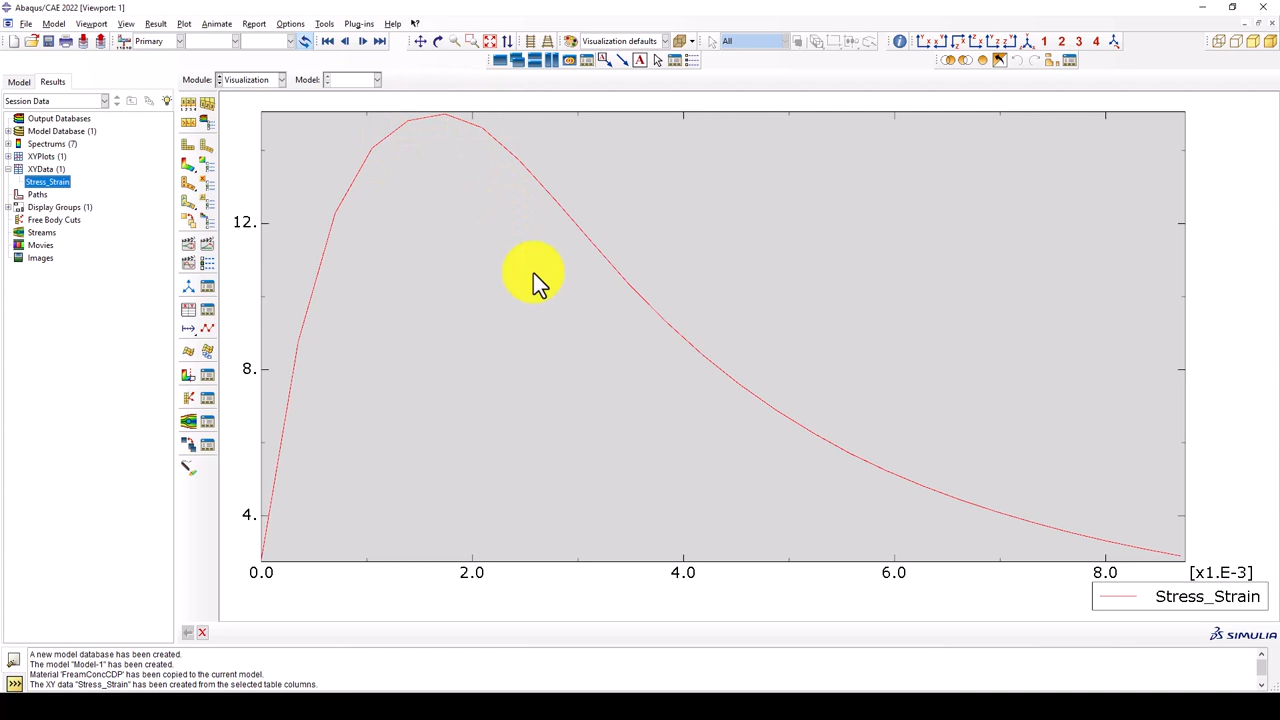 Abaqus/CAE 2022 [Viewport: 1]
File Model Viewport View Result Plot Animate Report Options Tools Plug-ins Help
Primary Visualization defaults All 1 2 3 4
Model Results Module: Visualization Model:
Session Data
Output Databases
Model Database (1)
Spectrums (7)
XYPlots (1)
XYData (1)
Stress_Strain
Paths
Display Groups (1)
Free Body Cuts
Streams
Movies
Images
12.
8.
4.
0.0 2.0 4.0 6.0 8.0 [x1.E-3]
Stress_Strain
SIMULIA
A new model database has been created.
The model "Model-1" has been created.
Material 'FreamConcCDP' has been copied to the current model.
The XY data "Stress_Strain" has been created from the selected table columns.